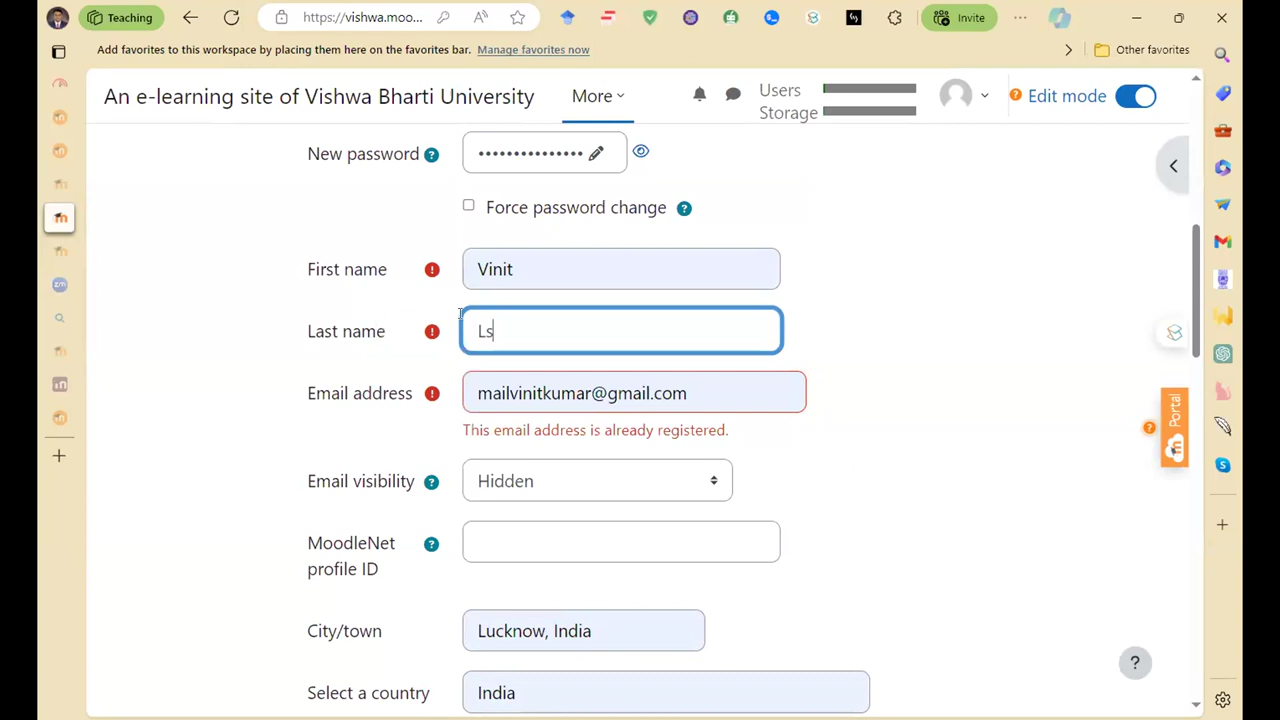 Teaching
https://vishwa.moo...
Invite
Add favorites to this workspace by placing them here on the favorites bar. Manage favorites now
Other favorites
An e-learning site of Vishwa Bharti University
More
Users
Storage
Edit mode
New password
Force password change
First name
Vinit
Last name
Ls
Email address
mailvinitkumar@gmail.com
This email address is already registered.
Email visibility
Hidden
MoodleNet
profile ID
City/town
Lucknow, India
Select a country
India
Portal
zm